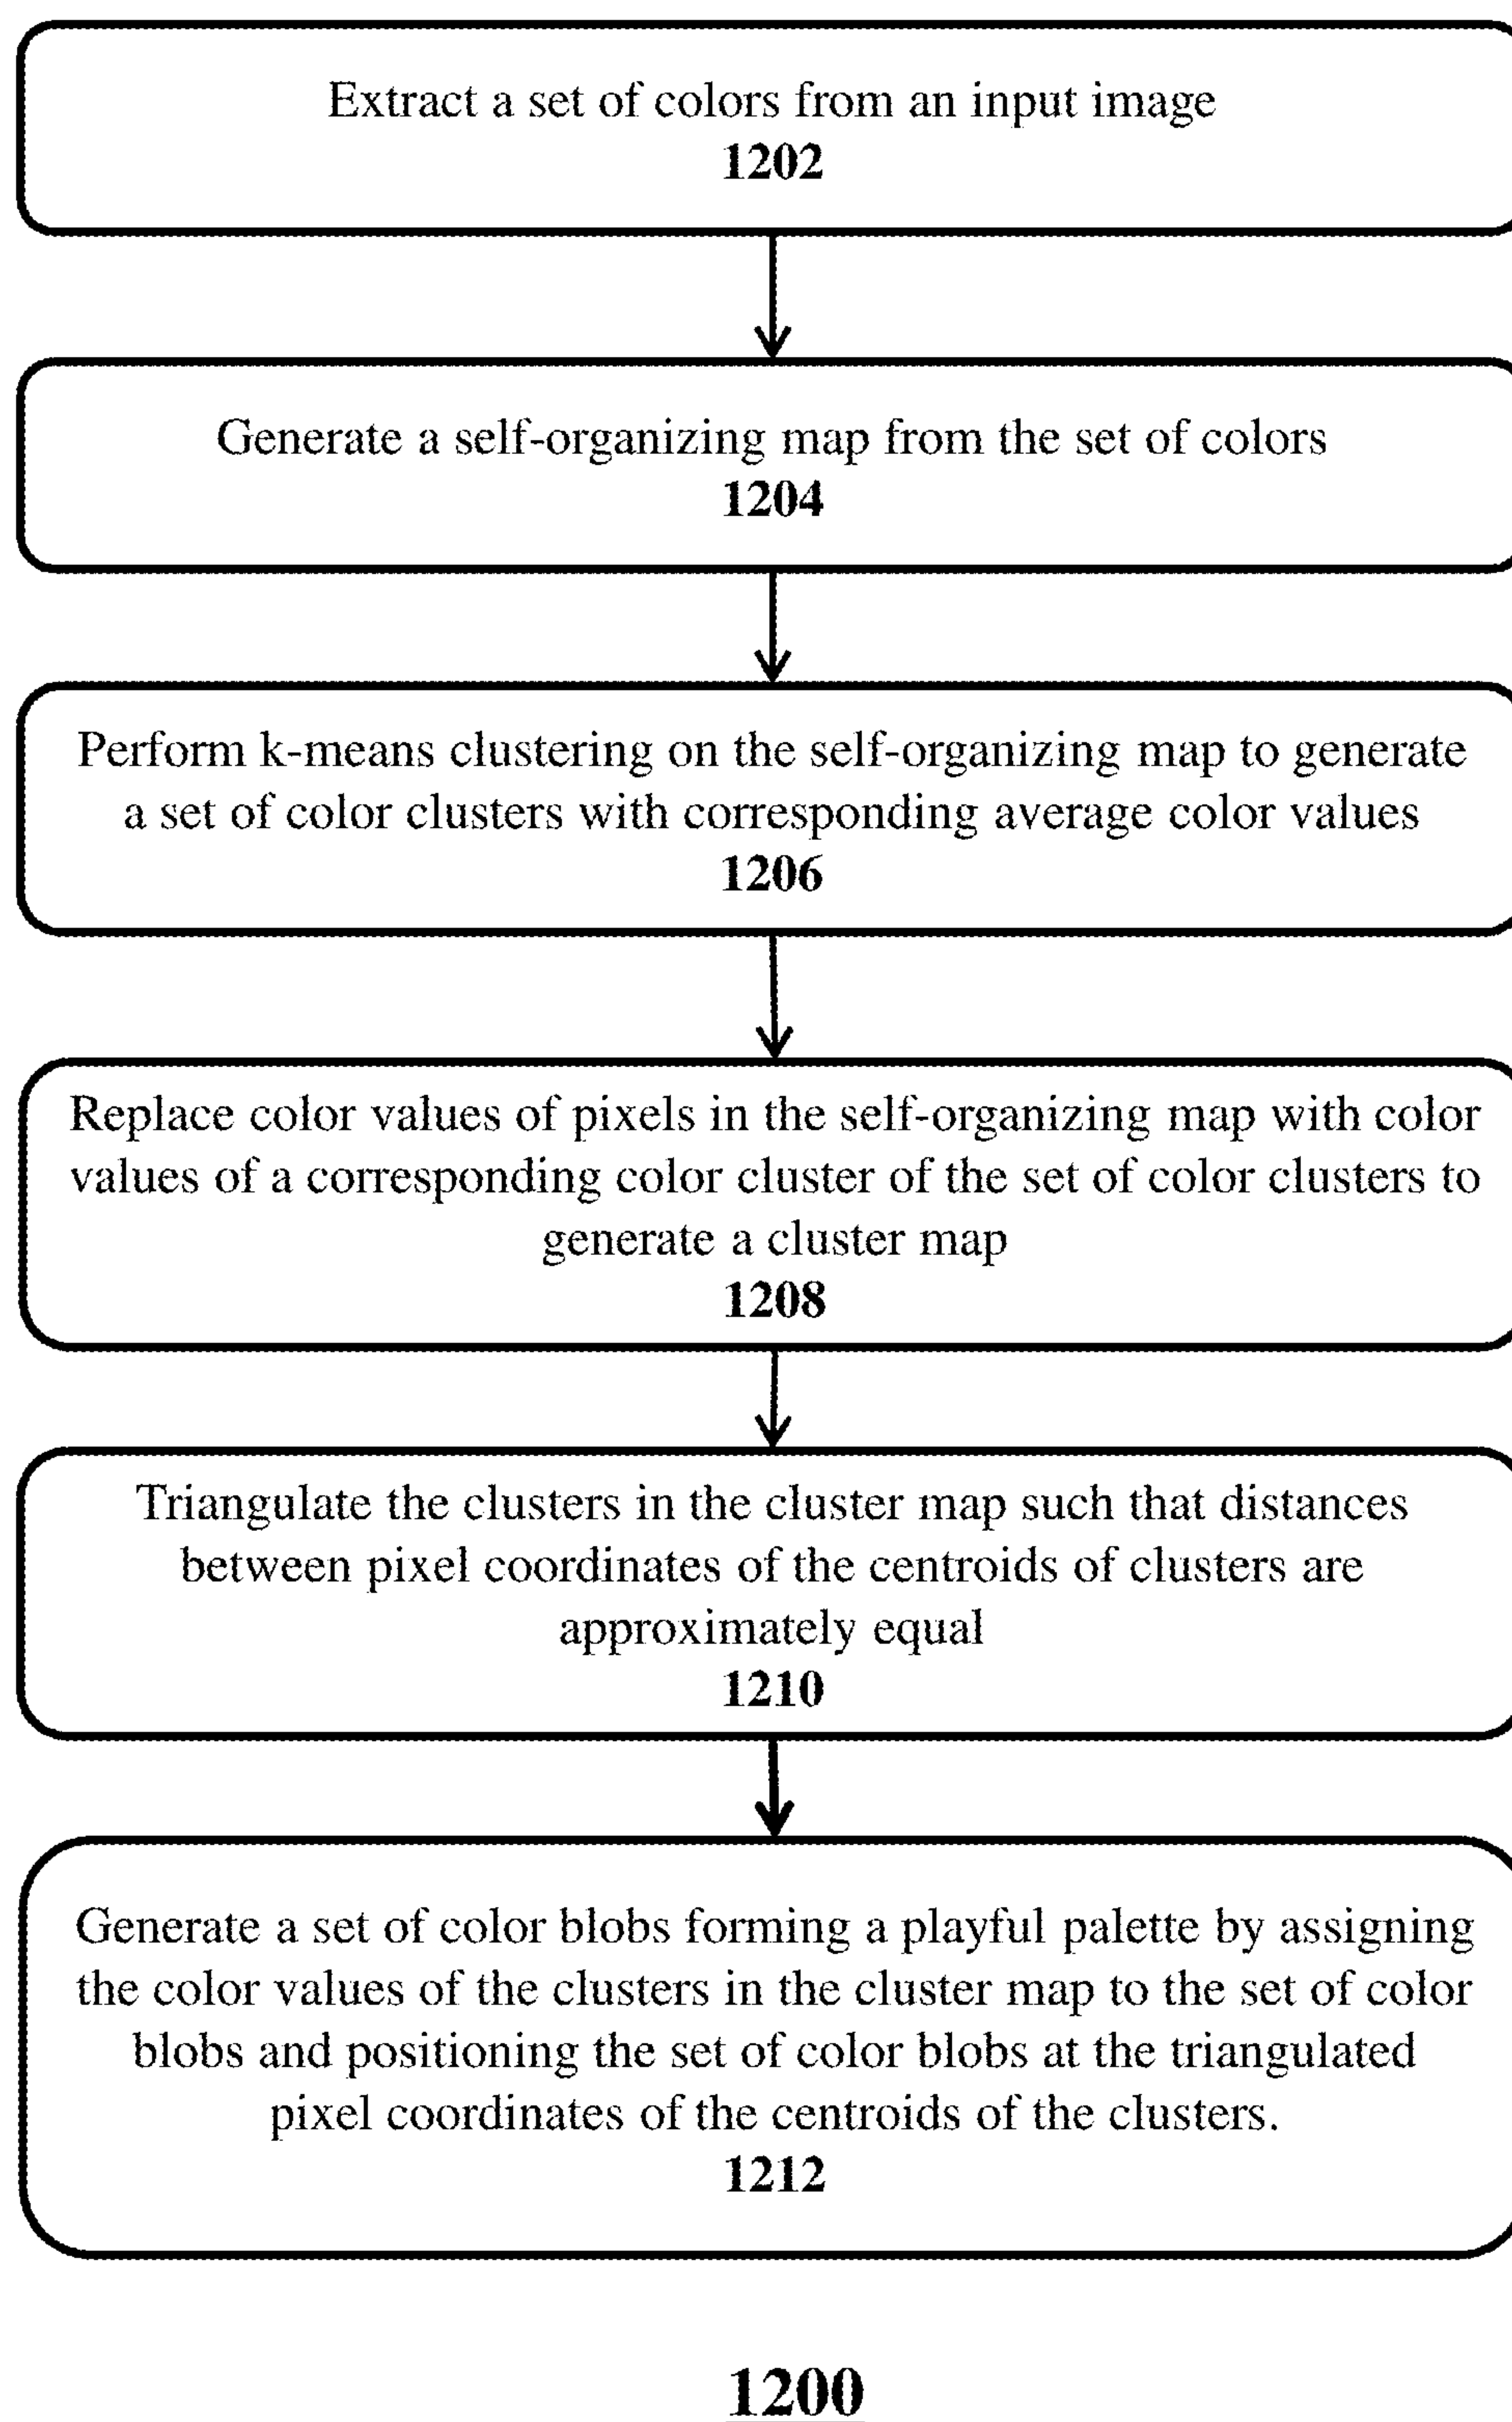 Extract a set of colors from an input image
1202
Generate a self-organizing map from the set of colors
1204
Perform k-means clustering on the self-organizing map to generate
a set of color clusters with corresponding average color values
1206
Replace color values of pixels in the self-organizing map with color
values of a corresponding color cluster of the set of color clusters to
generate a cluster map
1208
Triangulate the clusters in the cluster map such that distances
between pixel coordinates of the centroids of clusters are
approximately equal
1210
Generate a set of color blobs forming a playful palette by assigning
the color values of the clusters in the cluster map to the set of color
blobs and positioning the set of color blobs at the triangulated
pixel coordinates of the centroids of the clusters.
1212
1200